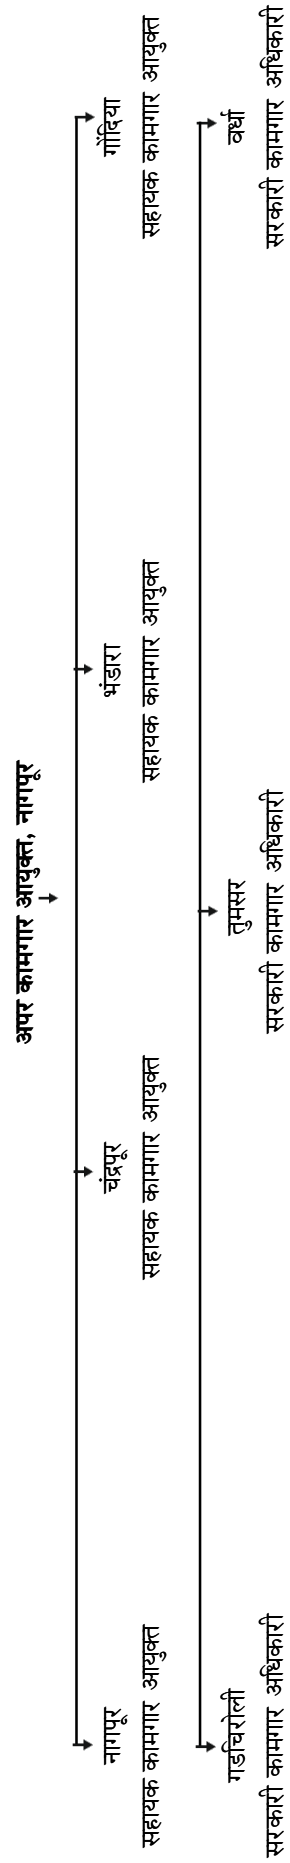 अपर कामगार आयुक्त, नागपूर
नागपूर
सहायक कामगार आयुक्त
चंद्रपूर
सहायक कामगार आयुक्त
भंडारा
सहायक कामगार आयुक्त
गोंदिया
सहायक कामगार आयुक्त
गडचिरोली
सरकारी कामगार अधिकारी
तुमसर
सरकारी कामगार अधिकारी
वर्धा
सरकारी कामगार अधिकारी